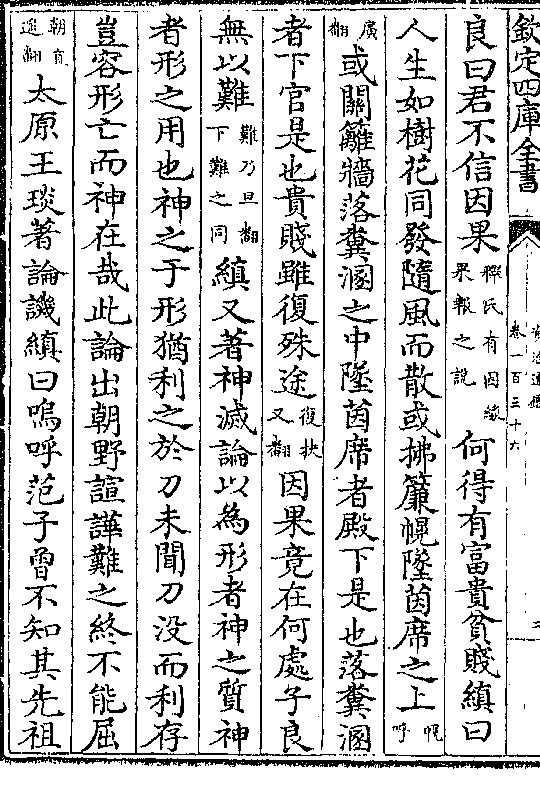 欽定四庫全書
資治通鑑
卷一百三十六
良曰君不信因果釋氏有因緣果報之說何得有富貴貧賤縝曰
人生如樹花同發隨風而散或拂簾幌墜茵席之上幌呼
廣翻或關籬牆落糞溷之中墜茵席者殿下是也落糞溷
者下官是也貴賤雖復殊途復扶又翻因果竟在何處子良
無以難難乃旦翻下難之同縝又著神滅論以為形者神之質神
者形之用也神之于形猶利之於刀未聞刀沒而利存
豈容形亡而神在哉此論出朝野諠譁難之終不能屈
朝直遥翻太原王琰著論譏縝曰嗚呼范子曾不知其先祖